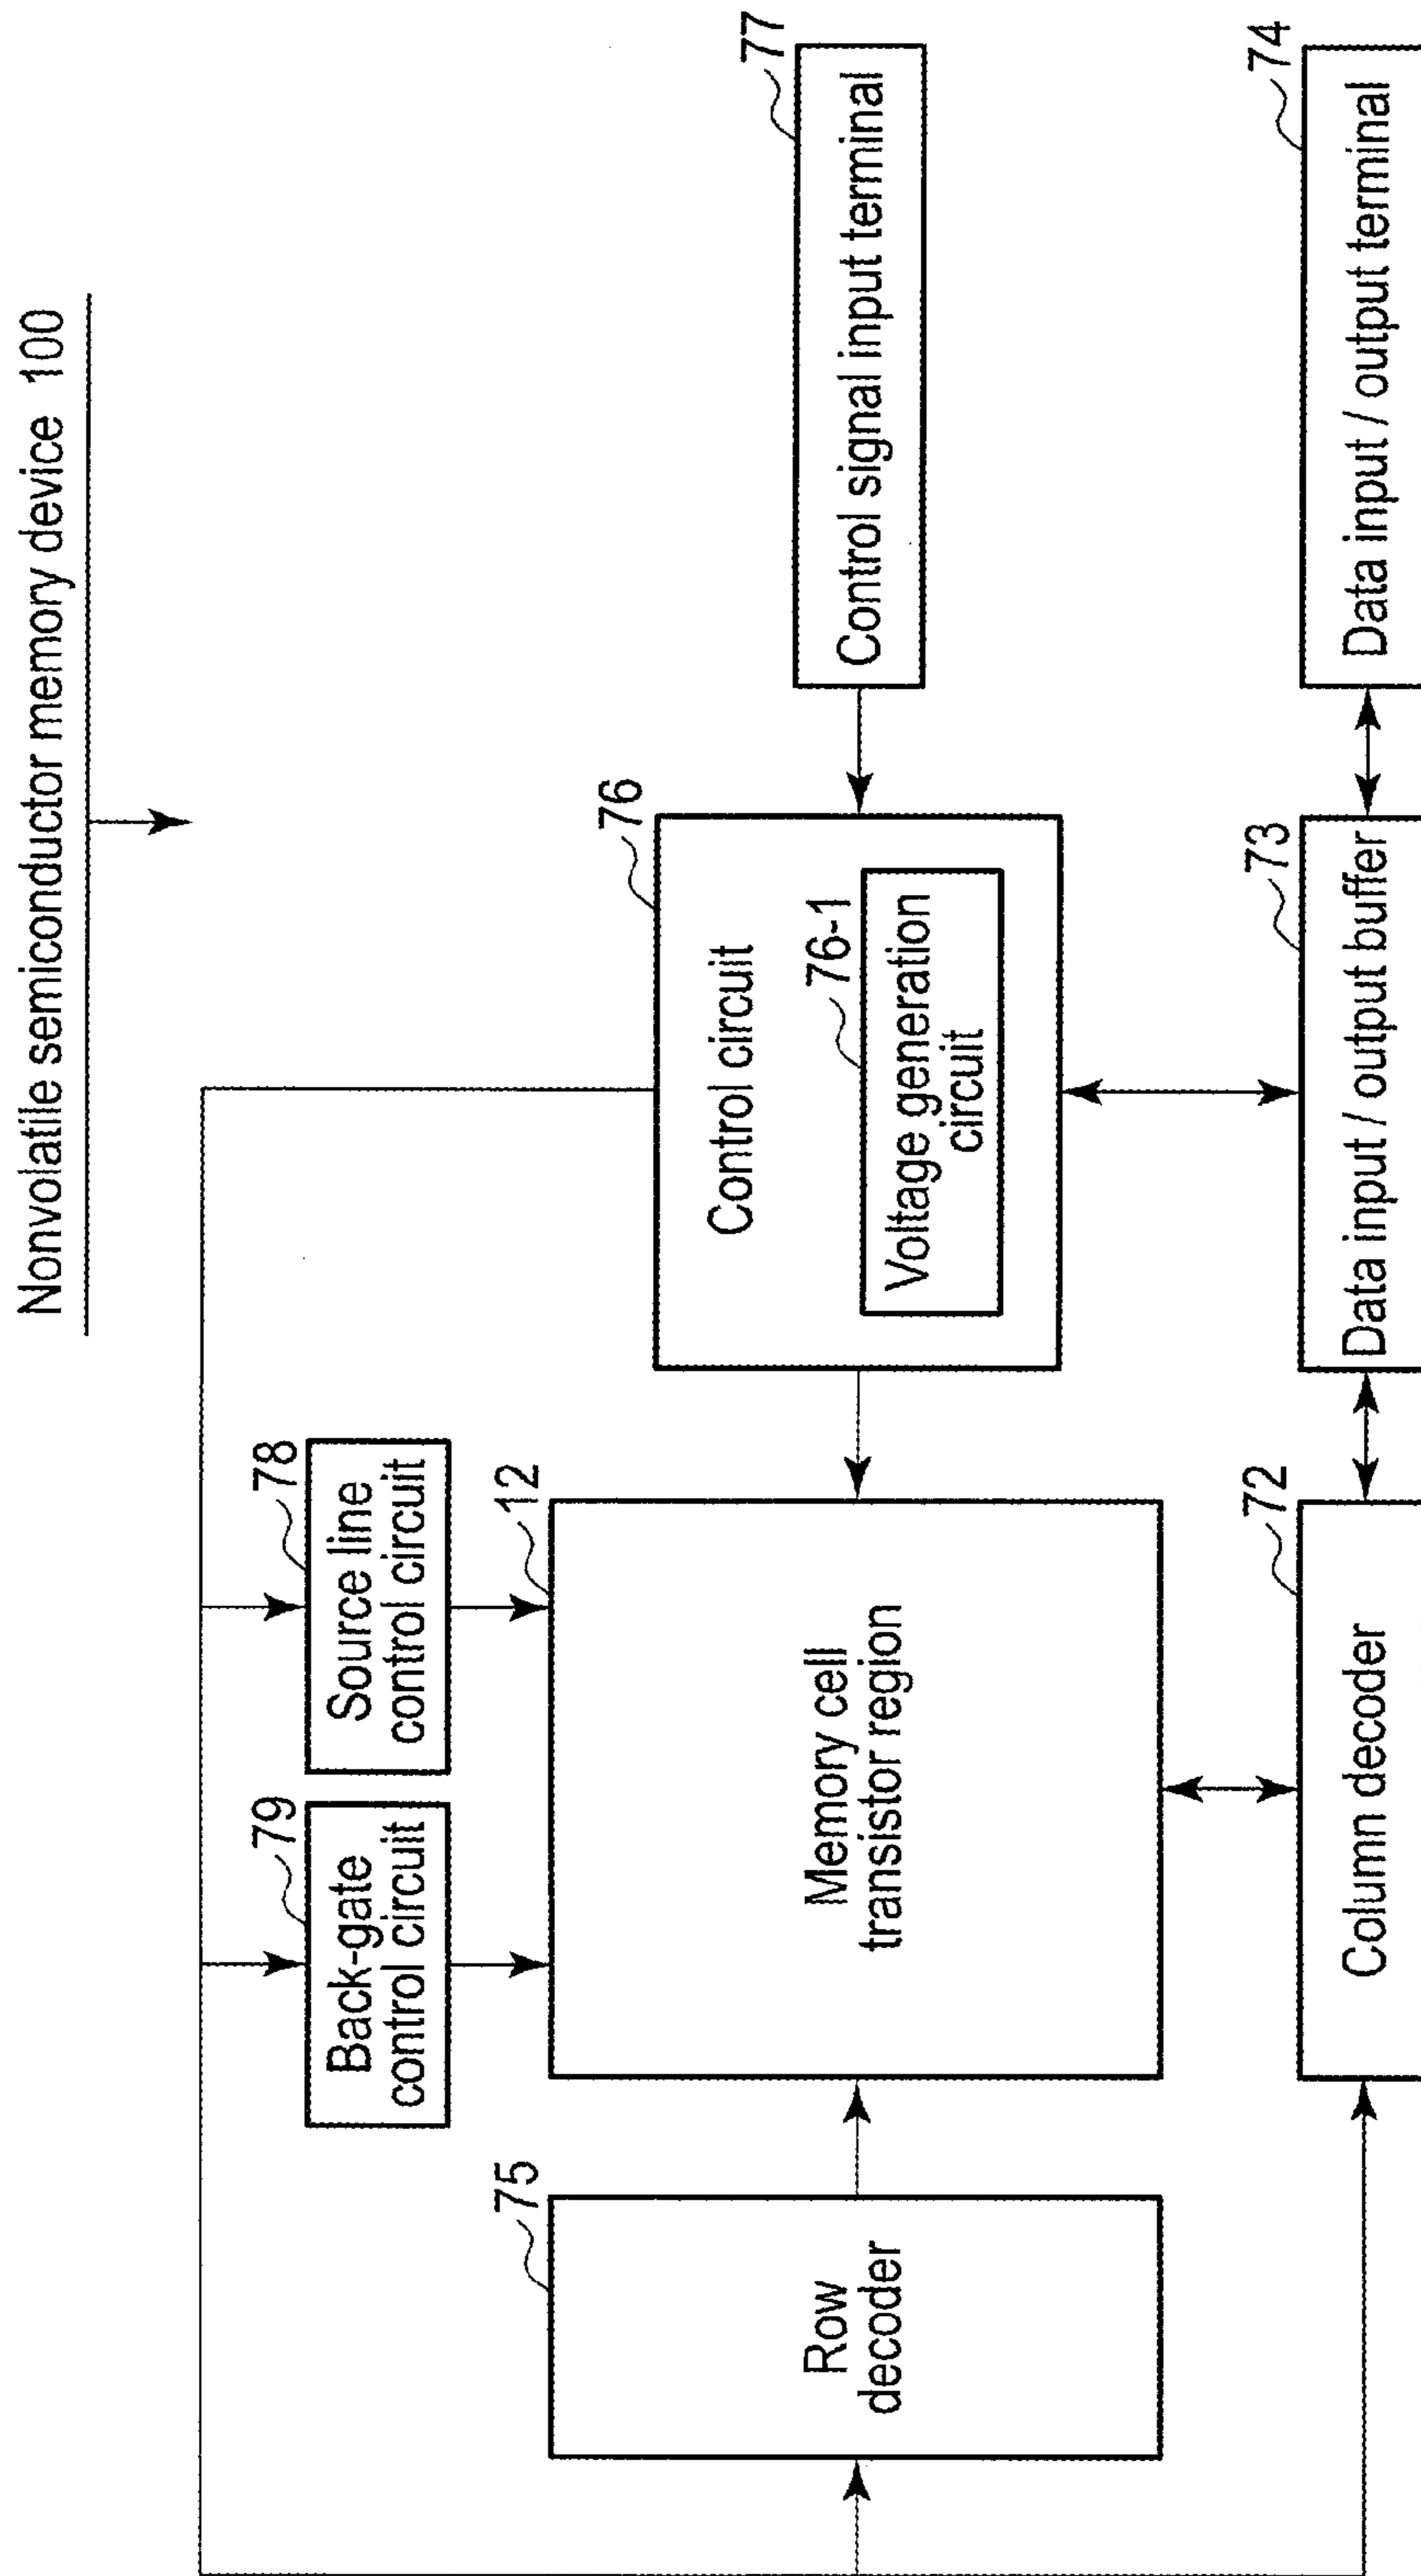 Nonvolatile semiconductor memory device 100
79
Back-gate
control circuit
78
Source line
control circuit
75
Row
decoder
12
Memory cell
transistor region
76
Control circuit
76-1
Voltage generation
circuit
77
Control signal input terminal
72
Column decoder
73
Data input / output buffer
74
Data input / output terminal